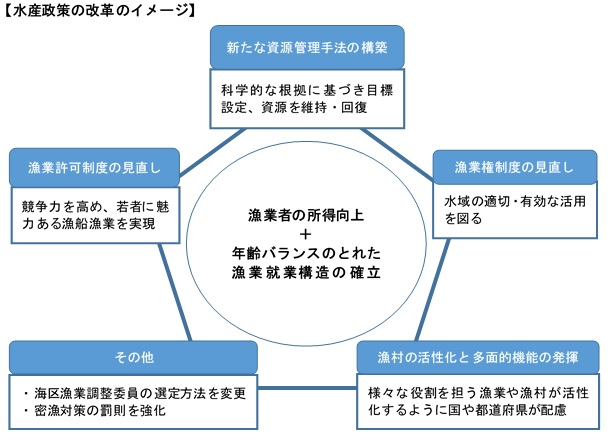 【水産政策の改革のイメージ】
新たな資源管理手法の構築
科学的な根拠に基づき目標
設定、資源を維持・回復
漁業許可制度の見直し
競争力を高め、若者に魅
力ある漁船漁業を実現
漁業権制度の見直し
水域の適切・有効な活用
を図る
漁業者の所得向上
＋
年齢バランスのとれた
漁業就業構造の確立
その他
・海区漁業調整委員の選定方法を変更
・密漁対策の罰則を強化
漁村の活性化と多面的機能の発揮
様々な役割を担う漁業や漁村が活性
化するように国や都道府県が配慮